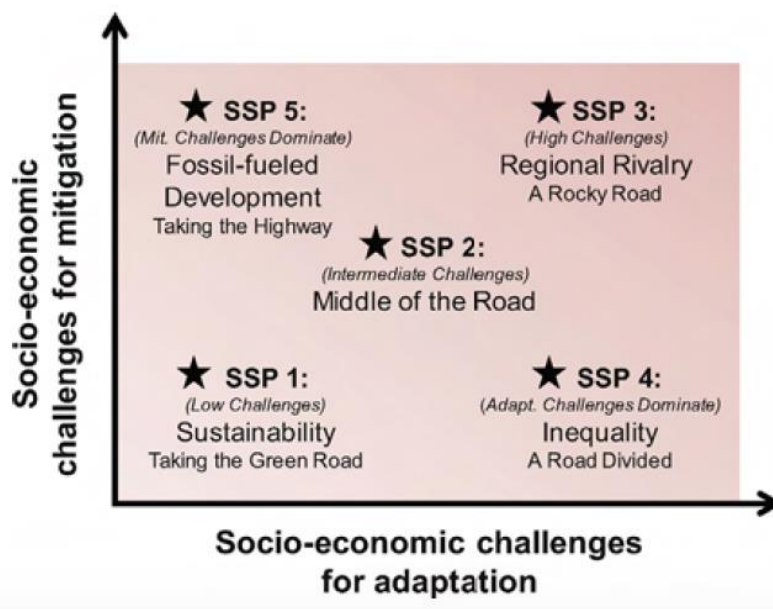 Socio-economic
challenges for mitigation
SSP 5:
(Mit. Challenges Dominate)
Fossil-fueled
Development
Taking the Highway
SSP 3:
(High Challenges)
Regional Rivalry
A Rocky Road
SSP 2:
(Intermediate Challenges)
Middle of the Road
SSP 1:
(Low Challenges)
Sustainability
Taking the Green Road
SSP 4:
(Adapt. Challenges Dominate)
Inequality
A Road Divided
Socio-economic challenges
for adaptation